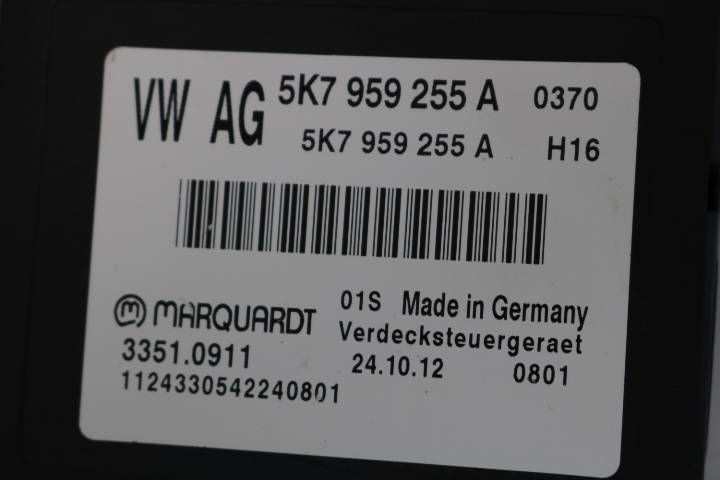 VW AG 5K7 959 255 A 0370
5K7 959 255 A H16
01S Made in Germany
MARQUARDT Verdecksteuergeraet
3351.0911 24.10.12 0801
1124330542240801